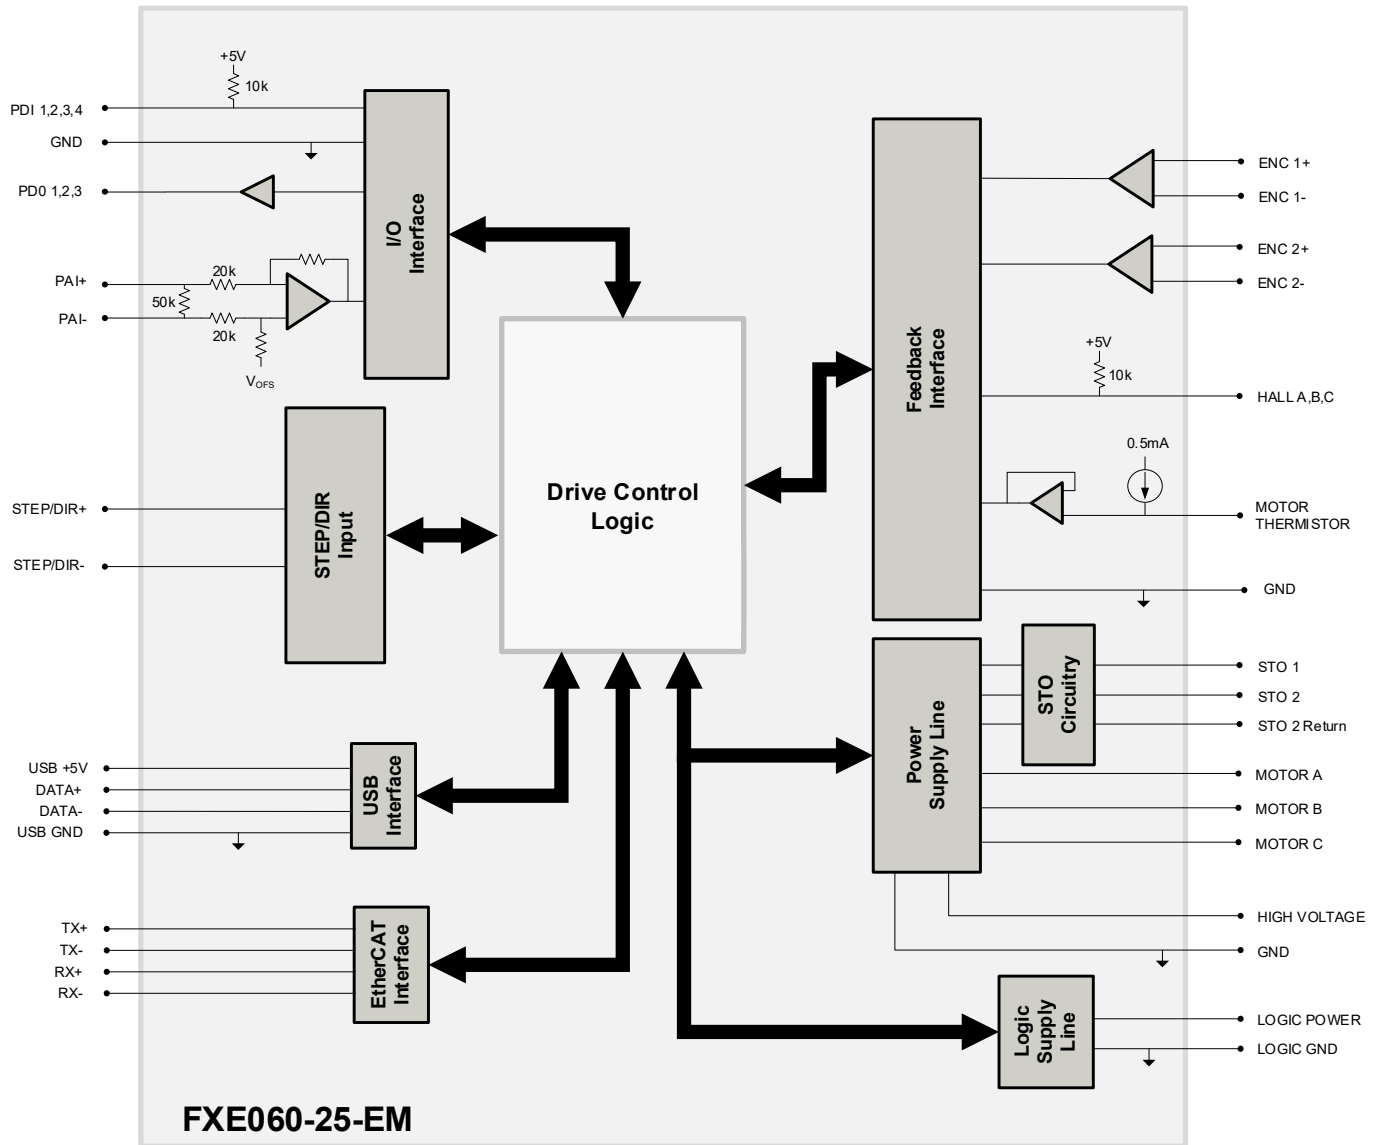 +5V
10k
PDI 1,2,3,4
GND
PD0 1,2,3
PAI+
20k
50k
PAI-
20k
VOFS
I/O
Interface
STEP/DIR+
STEP/DIR-
STEP/DIR
Input
Drive Control
Logic
Feedback
Interface
ENC 1+
ENC 1-
ENC 2+
ENC 2-
+5V
10k
HALL A,B,C
0.5mA
MOTOR
THERMISTOR
GND
STO
Circuitry
STO 1
STO 2
STO 2 Return
Power
Supply Line
MOTOR A
MOTOR B
MOTOR C
HIGH VOLTAGE
GND
USB +5V
DATA+
DATA-
USB GND
USB
Interface
TX+
TX-
RX+
RX-
EtherCAT
Interface
Logic
Supply
Line
LOGIC POWER
LOGIC GND
FXE060-25-EM